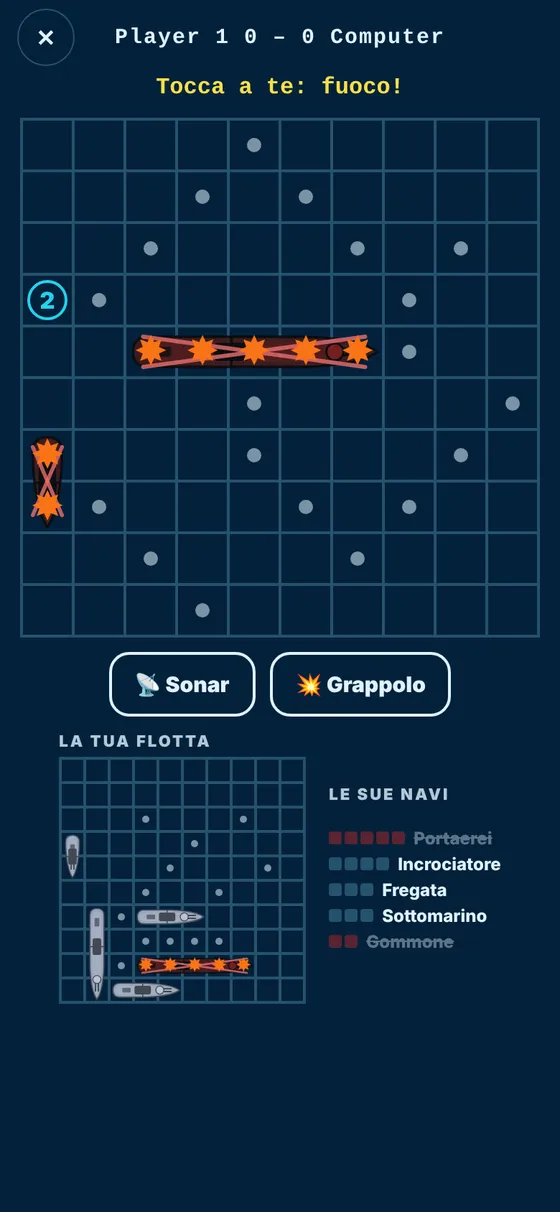 ×
Player 1 0 – 0 Computer
Tocca a te: fuoco!
2
📡 Sonar
💥 Grappolo
LA TUA FLOTTA
LE SUE NAVI
Portaerei
Incrociatore
Fregata
Sottomarino
Gommone